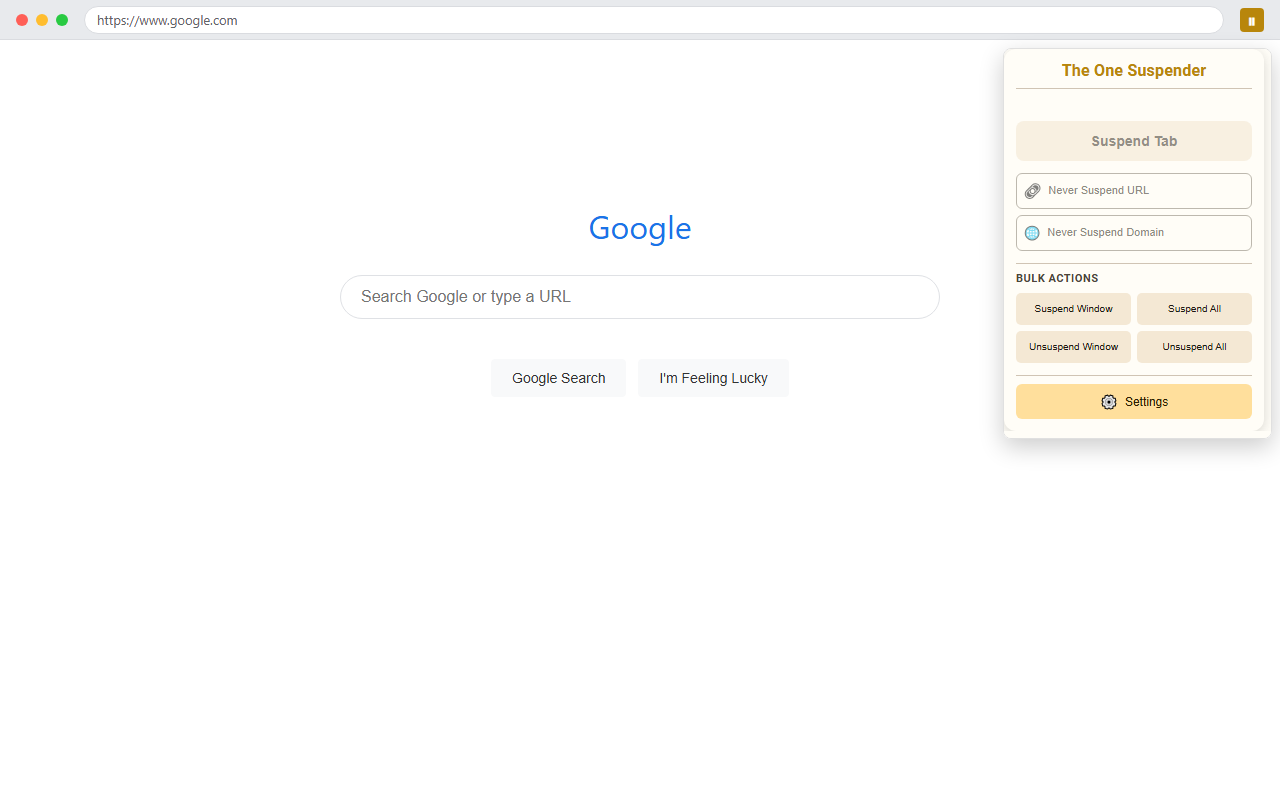 https://www.google.com
The One Suspender
Suspend Tab
Never Suspend URL
Never Suspend Domain
BULK ACTIONS
Suspend Window
Suspend All
Unsuspend Window
Unsuspend All
Settings
Google
Search Google or type a URL
Google Search
I'm Feeling Lucky